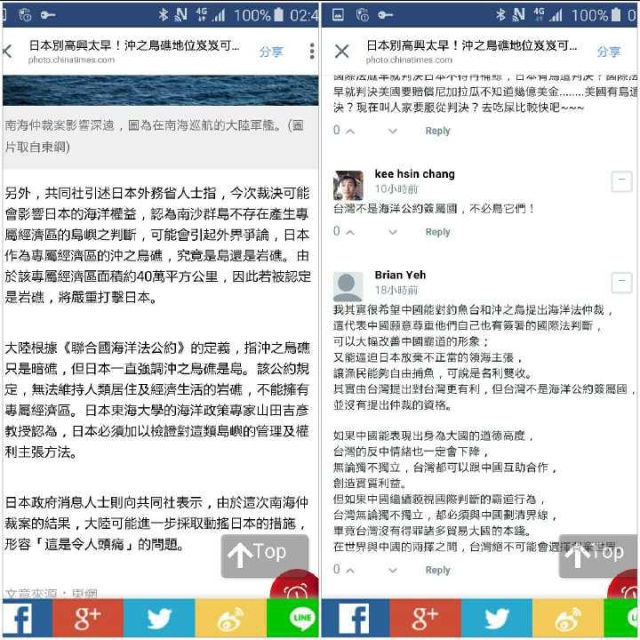 100% 02:4
日本別高興太早！沖之鳥礁地位岌岌可...
photo.chinatimes.com
分享
南海仲裁案影響深遠，圖為在南海巡航的大陸軍艦。(圖
片取自東網)
另外，共同社引述日本外務省人士指，今次裁決可能
會影響日本的海洋權益，認為南沙群島不存在產生專
屬經濟區的島嶼之判斷，可能會引起外界爭論，日本
作為專屬經濟區的沖之鳥礁，究竟是島還是岩礁。由
於該專屬經濟區面積約40萬平方公里，因此若被認定
是岩礁，將嚴重打擊日本。
大陸根據《聯合國海洋法公約》的定義，指沖之鳥礁
只是暗礁，但日本一直強調沖之鳥礁是島。該公約規
定，無法維持人類居住及經濟生活的岩礁，不能擁有
專屬經濟區。日本東海大學的海洋政策專家山田吉彥
教授認為，日本必須加以檢證對這類島嶼的管理及權
利主張方法。
日本政府消息人士則向共同社表示，由於這次南海仲
裁案的結果，大陸可能進一步採取動搖日本的措施，
形容「這是令人頭痛」的問題。
Top
文章來源：東網
f g+ LINE
4G 100% 0
日本別高興太早！沖之鳥礁地位岌岌可...
photo.chinatimes.com
分享
國際法庭早就判決日本不得再捕鯨，日本有鳥這判決？國際法
早就判決美國要賠償尼加拉瓜不知道幾億美金........美國有鳥這
決？現在叫人家要服從判決？去吃屎比較快吧~~~
0 Reply
kee hsin chang
10小時前
台灣不是海洋公約簽屬國，不必鳥它們！
0 Reply
Brian Yeh
18小時前
我其實很希望中國能對釣魚台和沖之鳥提出海洋法仲裁，
這代表中國願意尊重他們自己也有簽署的國際法判斷，
可以大幅改善中國霸道的形象；
又能逼迫日本放棄不正當的領海主張，
讓漁民能夠自由捕魚，可說是名利雙收。
其實由台灣提出對台灣更有利，但台灣不是海洋公約簽屬國，
並沒有提出仲裁的資格。
如果中國能表現出身為大國的道德高度，
台灣的反中情緒也一定會下降，
無論獨不獨立，台灣都可以跟中國互助合作，
創造實質利益。
但如果中國繼續藐視國際判斷的霸道行為，
台灣無論獨不獨立，都必須與中國劃清界線，
畢竟台灣沒有得罪諸多貿易大國的本錢。
在世界與中國的兩擇之間，台灣絕不可能會選擇
Top
0 Reply
f g+ LINE